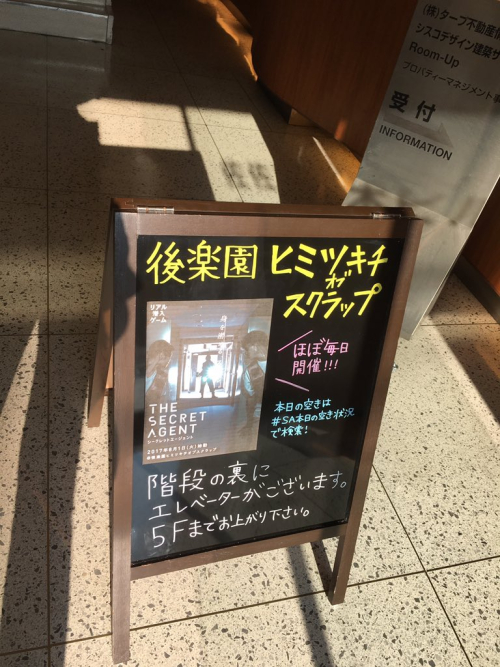 (株)ターブ不動産情
シスコデザイン建築サ
Room-Up
プロパティーマネジメント事
受付
INFORMATION
後楽園 ヒミツキチ
オブ
スクラップ
リアル
潜入
ゲーム
THE
SECRET
AGENT
シークレットエージェント
ほぼ毎日
開催!!!
本日の空きは
#SA本日の空き状況
で検索!
階段の裏に
エレベーターがございます。
5Fまでお上がり下さい。